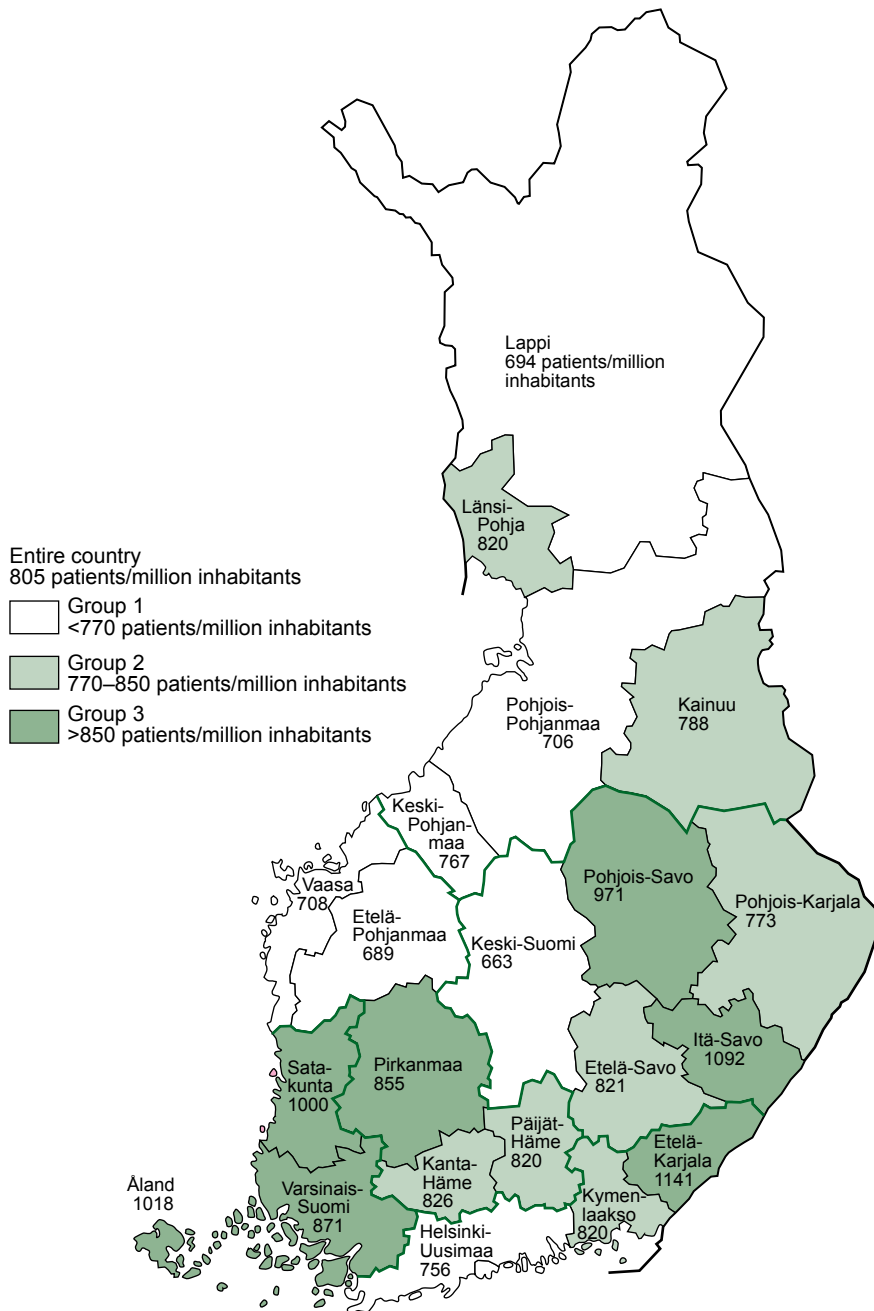 Lappi
694 patients/million
inhabitants
Länsi-
Pohja
820
Entire country
805 patients/million inhabitants
Group 1
<770 patients/million inhabitants
Group 2
770–850 patients/million inhabitants
Group 3
>850 patients/million inhabitants
Pohjois-
Pohjanmaa
706
Kainuu
788
Keski-
Pohjan-
maa
767
Vaasa
708
Etelä-
Pohjanmaa
689
Keski-Suomi
663
Pohjois-Savo
971
Pohjois-Karjala
773
Sata-
kunta
1000
Pirkanmaa
855
Etelä-Savo
821
Itä-Savo
1092
Päijät-
Häme
820
Etelä-
Karjala
1141
Kanta-
Häme
826
Kymen-
laakso
820
Åland
1018
Varsinais-
Suomi
871
Helsinki-
Uusimaa
756